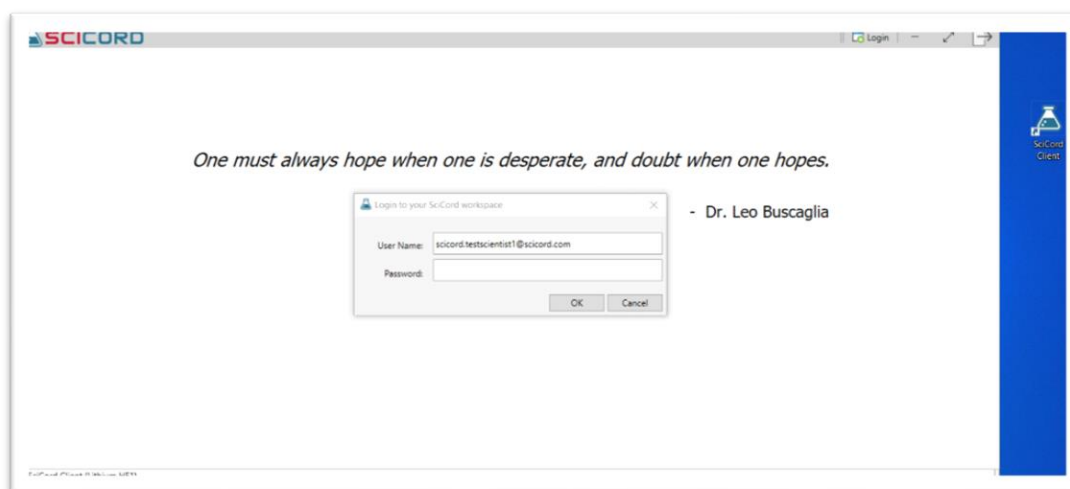 SCICORD
Login
One must always hope when one is desperate, and doubt when one hopes.
- Dr. Leo Buscaglia
Login to your SciCord workspace
User Name: scicord.testscientist1@scicord.com
Password:
OK Cancel
SciCord
Client